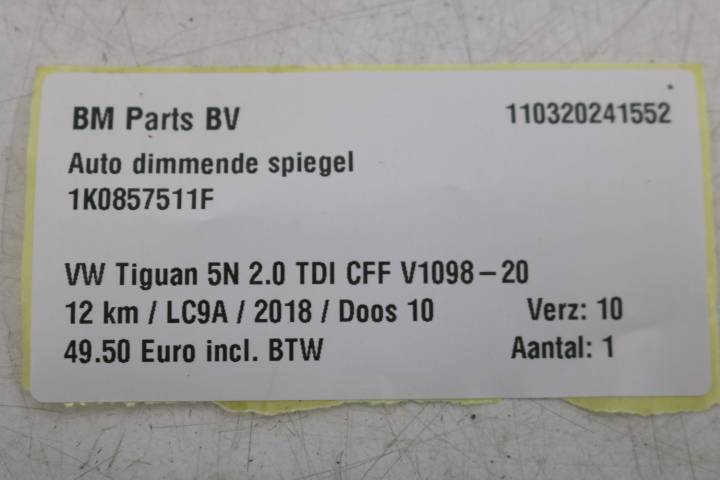 BM Parts BV 110320241552
Auto dimmende spiegel
1K0857511F
VW Tiguan 5N 2.0 TDI CFF V1098-20
12 km / LC9A / 2018 / Doos 10 Verz: 10
49.50 Euro incl. BTW Aantal: 1